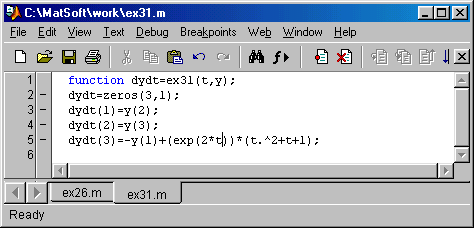 C:\MatSoft\work\ex31.m
File Edit View Text Debug Breakpoints Web Window Help
1 function dydt=ex31(t,y);
2 - dydt=zeros(3,1);
3 - dydt(1)=y(2);
4 - dydt(2)=y(3);
5 - dydt(3)=-y(1)+(exp(2*t))*(t.^2+t+1);
6
ex26.m ex31.m
Ready